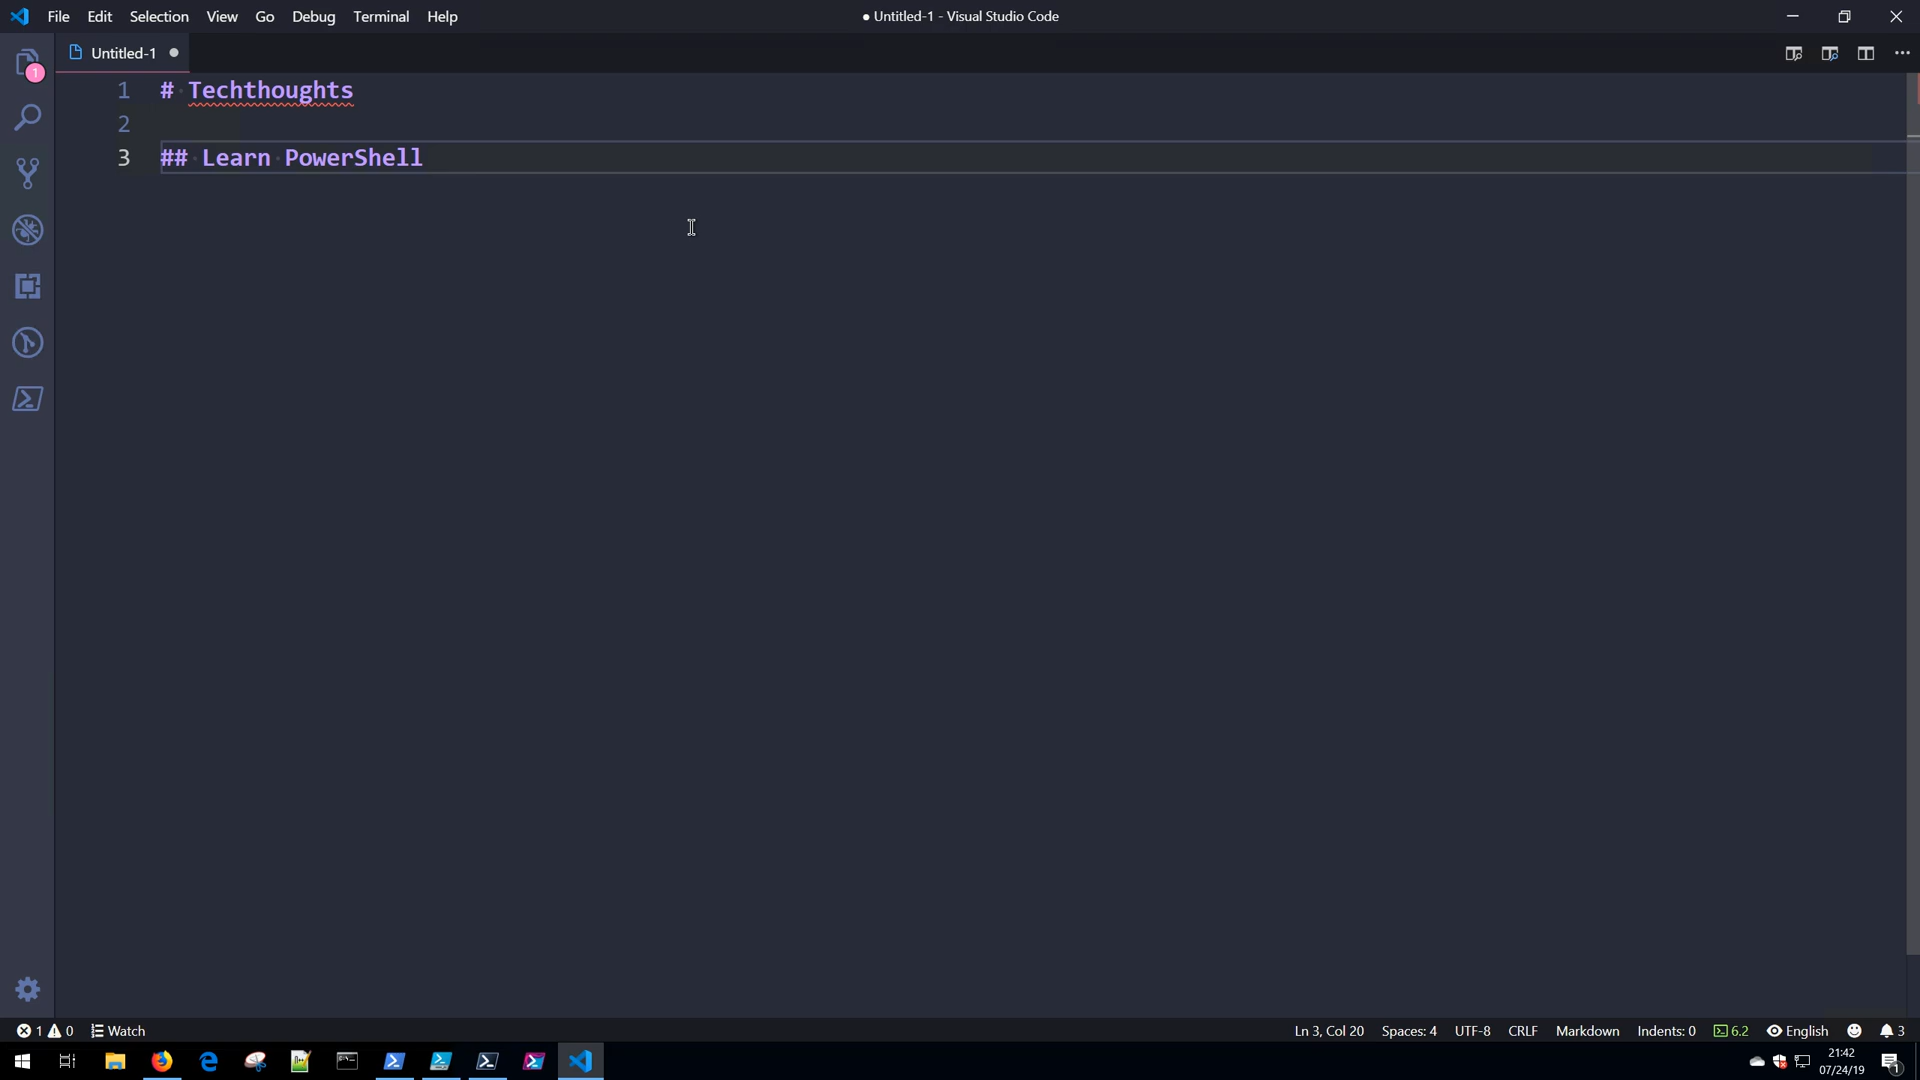 File Edit Selection View Go Debug Terminal Help
● Untitled-1 - Visual Studio Code
1
Untitled-1 ●
1 # Techthoughts
2
3 ## Learn PowerShell
1 0 Watch
Ln 3, Col 20 Spaces: 4 UTF-8 CRLF Markdown Indents: 0 6.2 English 3
21:42
07/24/19
1